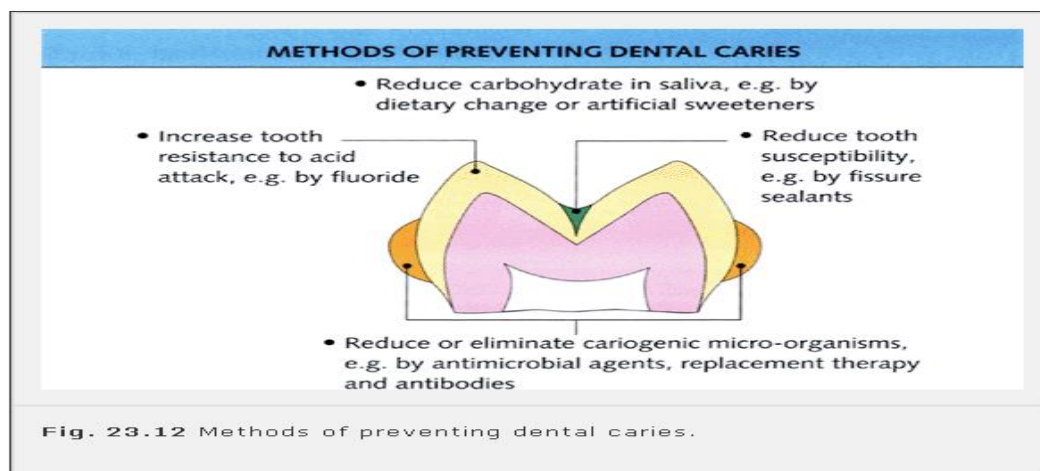 METHODS OF PREVENTING DENTAL CARIES
• Reduce carbohydrate in saliva, e.g. by
dietary change or artificial sweeteners
• Increase tooth
resistance to acid
attack, e.g. by fluoride
• Reduce tooth
susceptibility,
e.g. by fissure
sealants
• Reduce or eliminate cariogenic micro-organisms,
e.g. by antimicrobial agents, replacement therapy
and antibodies
Fig. 23.12 Methods of preventing dental caries.